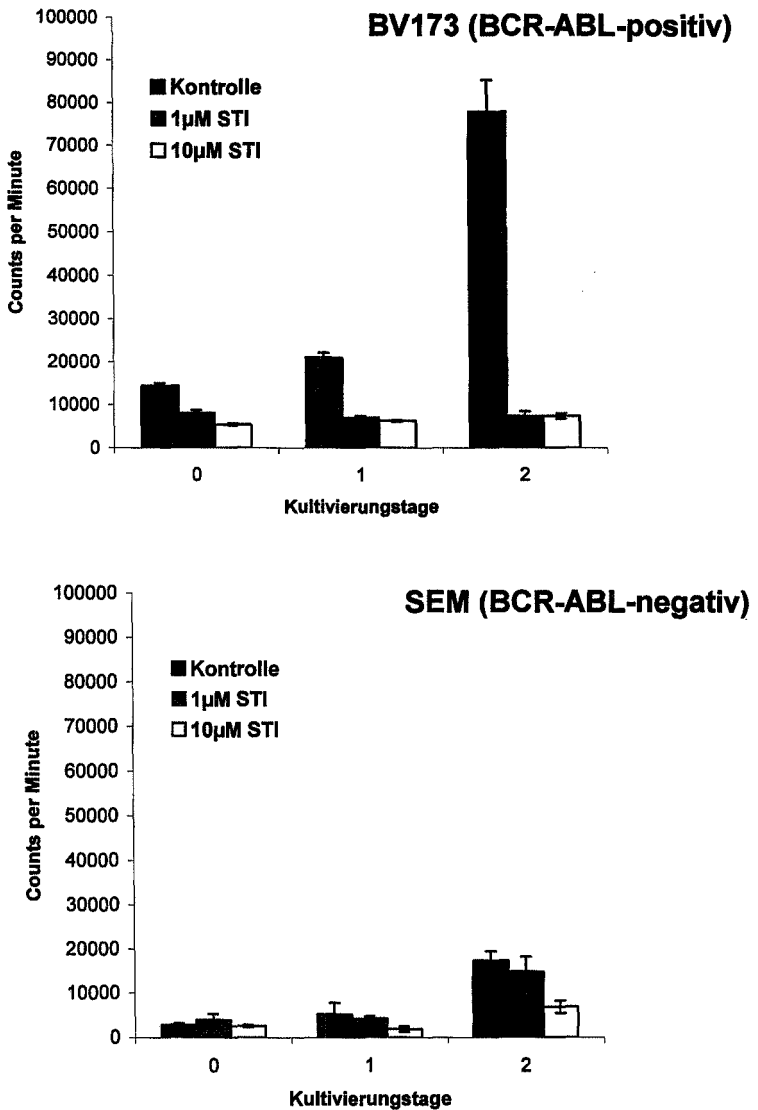 BV173 (BCR-ABL-positiv)
100000
90000
80000
70000
60000
50000
40000
30000
20000
10000
0
Counts per Minute
Kontrolle
1µM STI
10µM STI
0 1 2
Kultivierungstage
SEM (BCR-ABL-negativ)
100000
90000
80000
70000
60000
50000
40000
30000
20000
10000
0
Counts per Minute
Kontrolle
1µM STI
10µM STI
0 1 2
Kultivierungstage